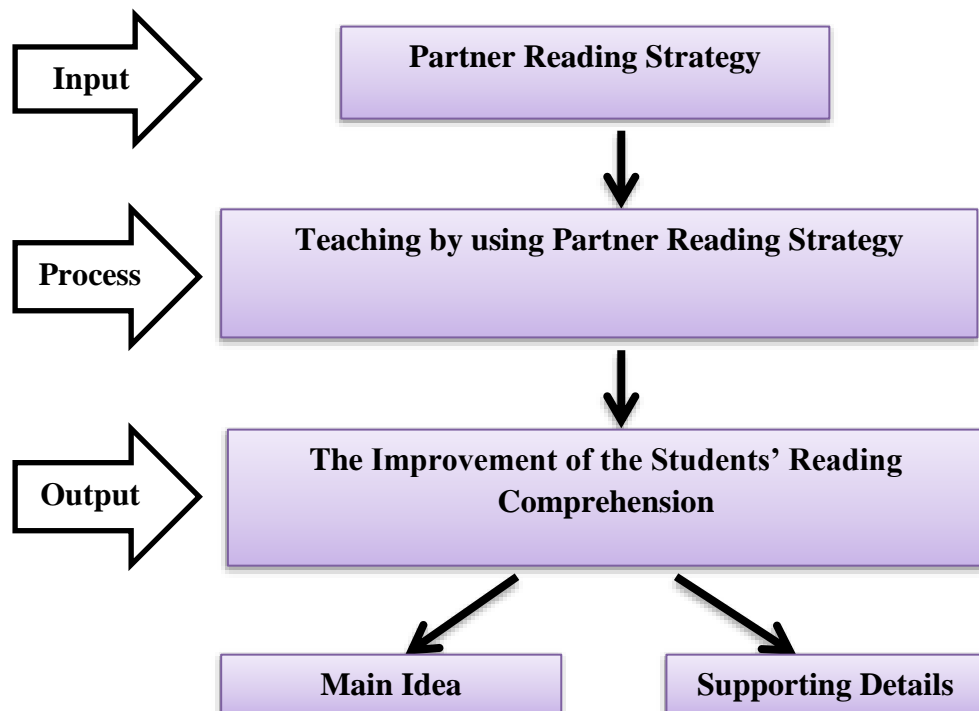 Input
Partner Reading Strategy
Process
Teaching by using Partner Reading Strategy
Output
The Improvement of the Students’ Reading
Comprehension
Main Idea
Supporting Details